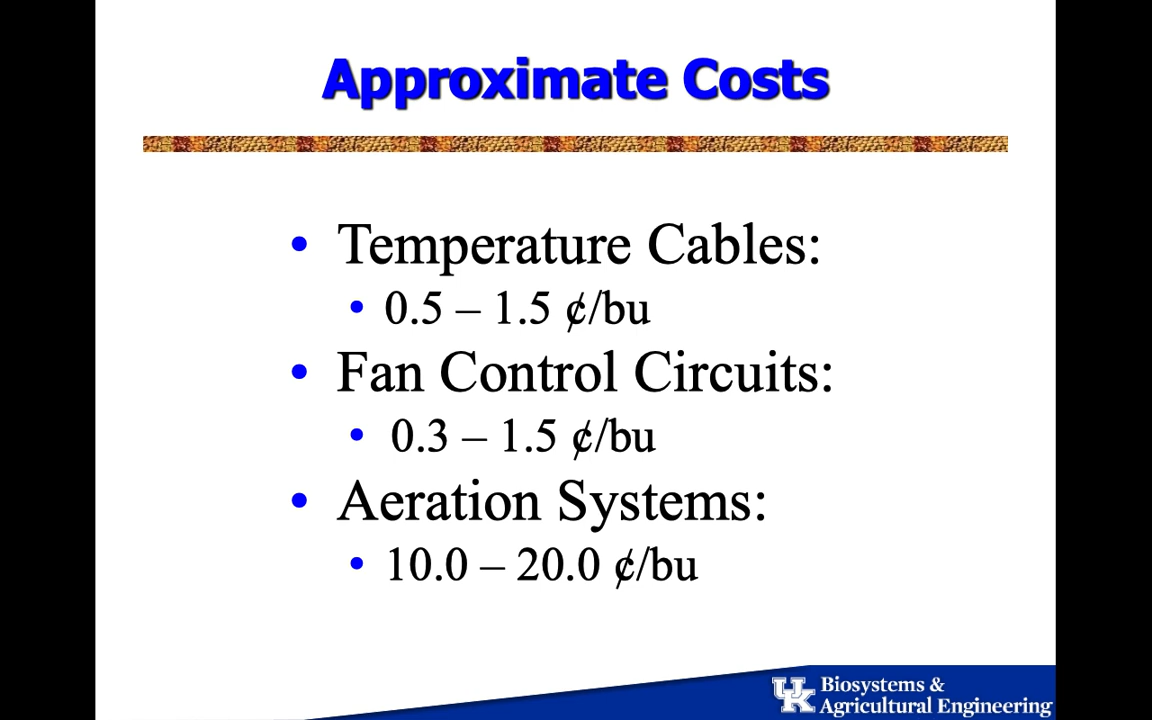 Approximate Costs
• Temperature Cables:
• 0.5 – 1.5 ¢/bu
• Fan Control Circuits:
• 0.3 – 1.5 ¢/bu
• Aeration Systems:
• 10.0 – 20.0 ¢/bu
UK Biosystems &
Agricultural Engineering